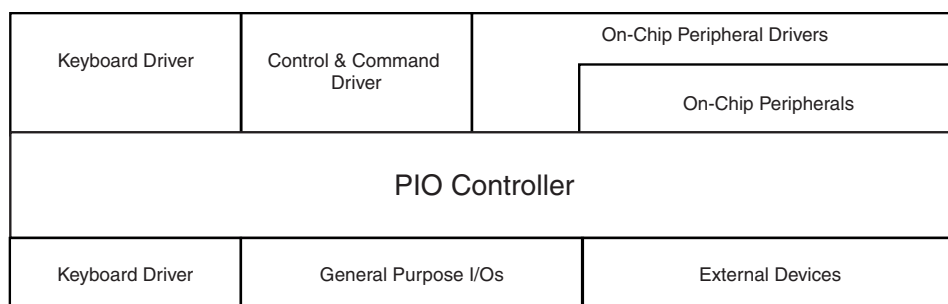 Keyboard Driver
Control & Command
Driver
On-Chip Peripheral Drivers
On-Chip Peripherals
PIO Controller
Keyboard Driver
General Purpose I/Os
External Devices